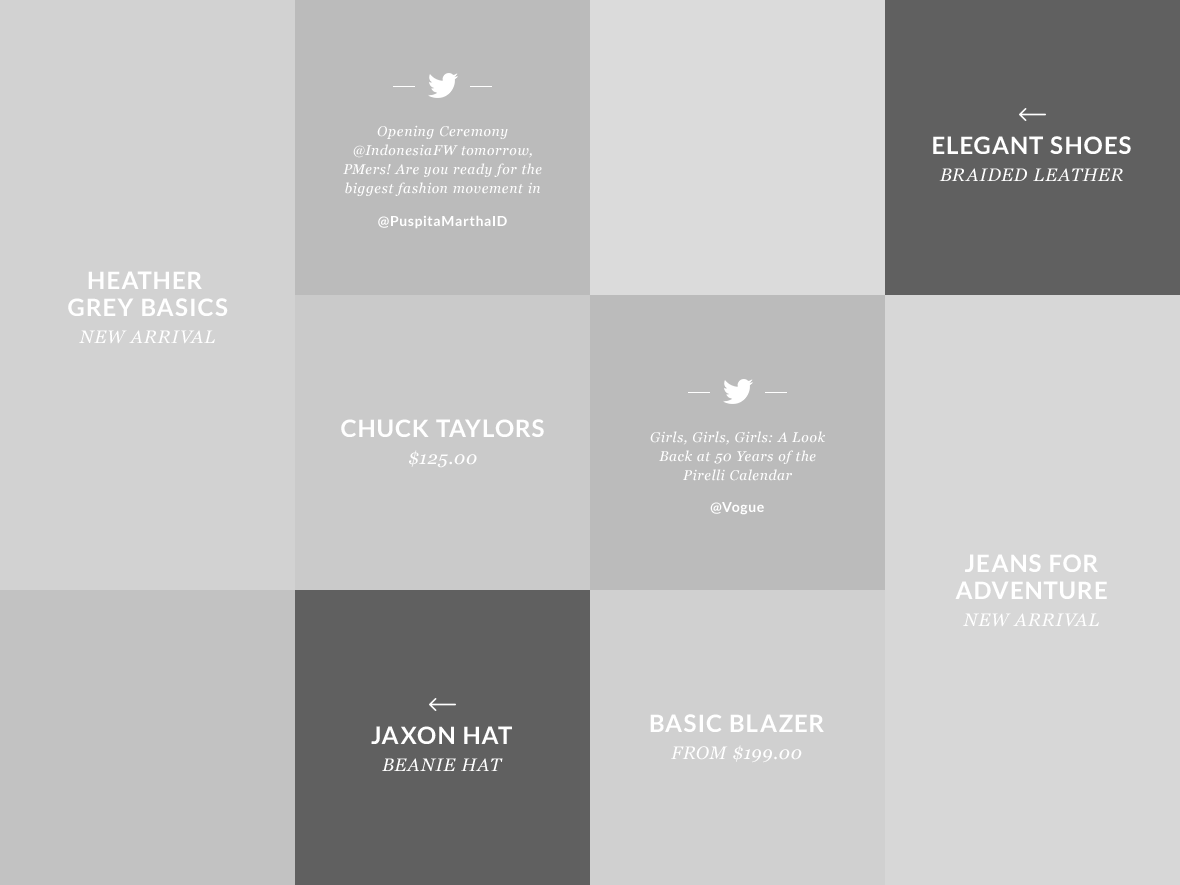 HEATHER
GREY BASICS
NEW ARRIVAL
Opening Ceremony
@IndonesiaFW tomorrow,
PMers! Are you ready for the
biggest fashion movement in
@PuspitaMarthaID
CHUCK TAYLORS
$125.00
JAXON HAT
BEANIE HAT
Girls, Girls, Girls: A Look
Back at 50 Years of the
Pirelli Calendar
@Vogue
BASIC BLAZER
FROM $199.00
ELEGANT SHOES
BRAIDED LEATHER
JEANS FOR
ADVENTURE
NEW ARRIVAL